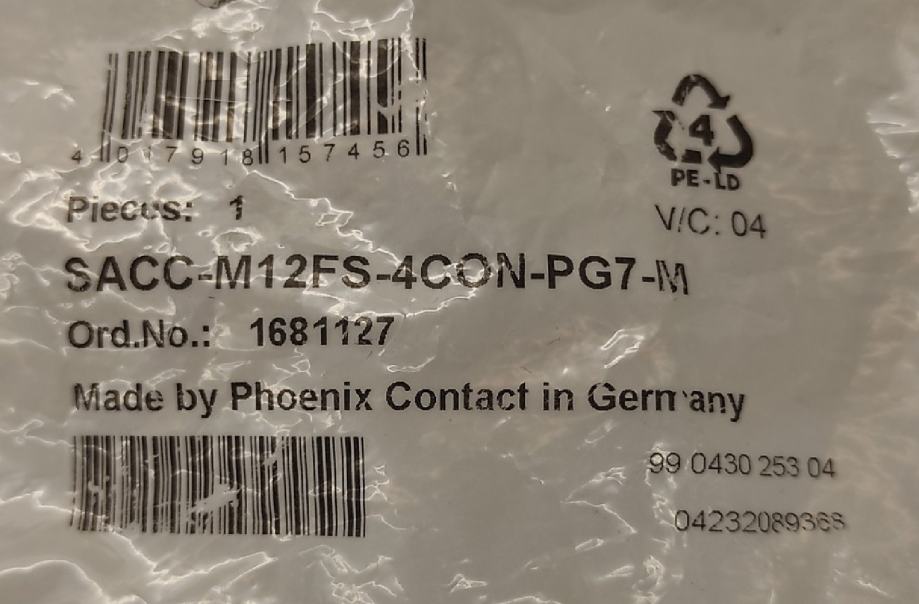 4 017918 157456
4
PE-LD
Pieces: 1
V/C: 04
SACC-M12FS-4CON-PG7-M
Ord.No.: 1681127
Made by Phoenix Contact in Germany
99 0430 253 04